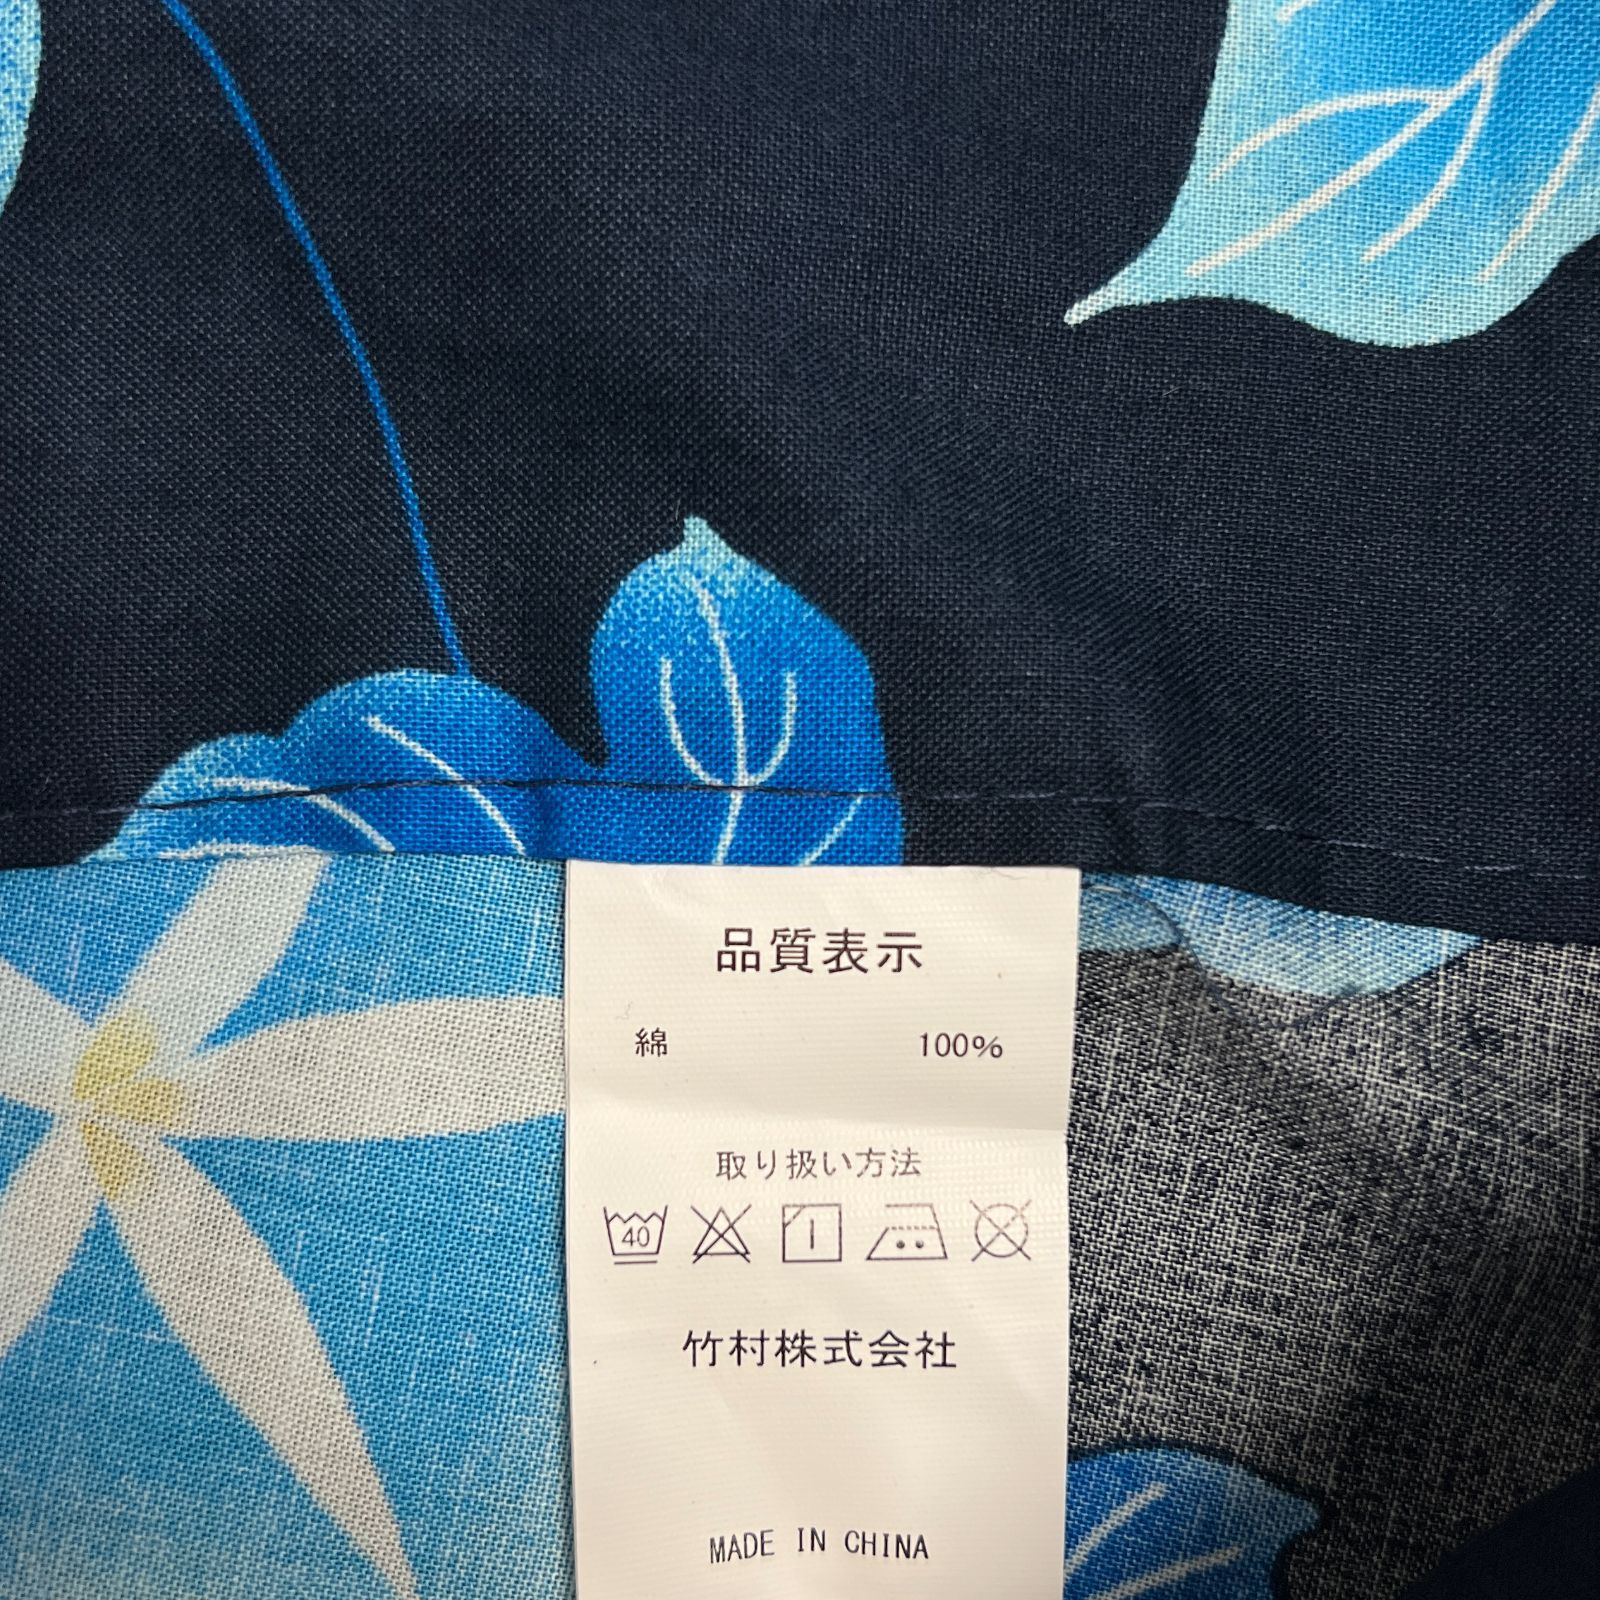 品質表示
綿 100%
取り扱い方法
40
竹村株式会社
MADE IN CHINA